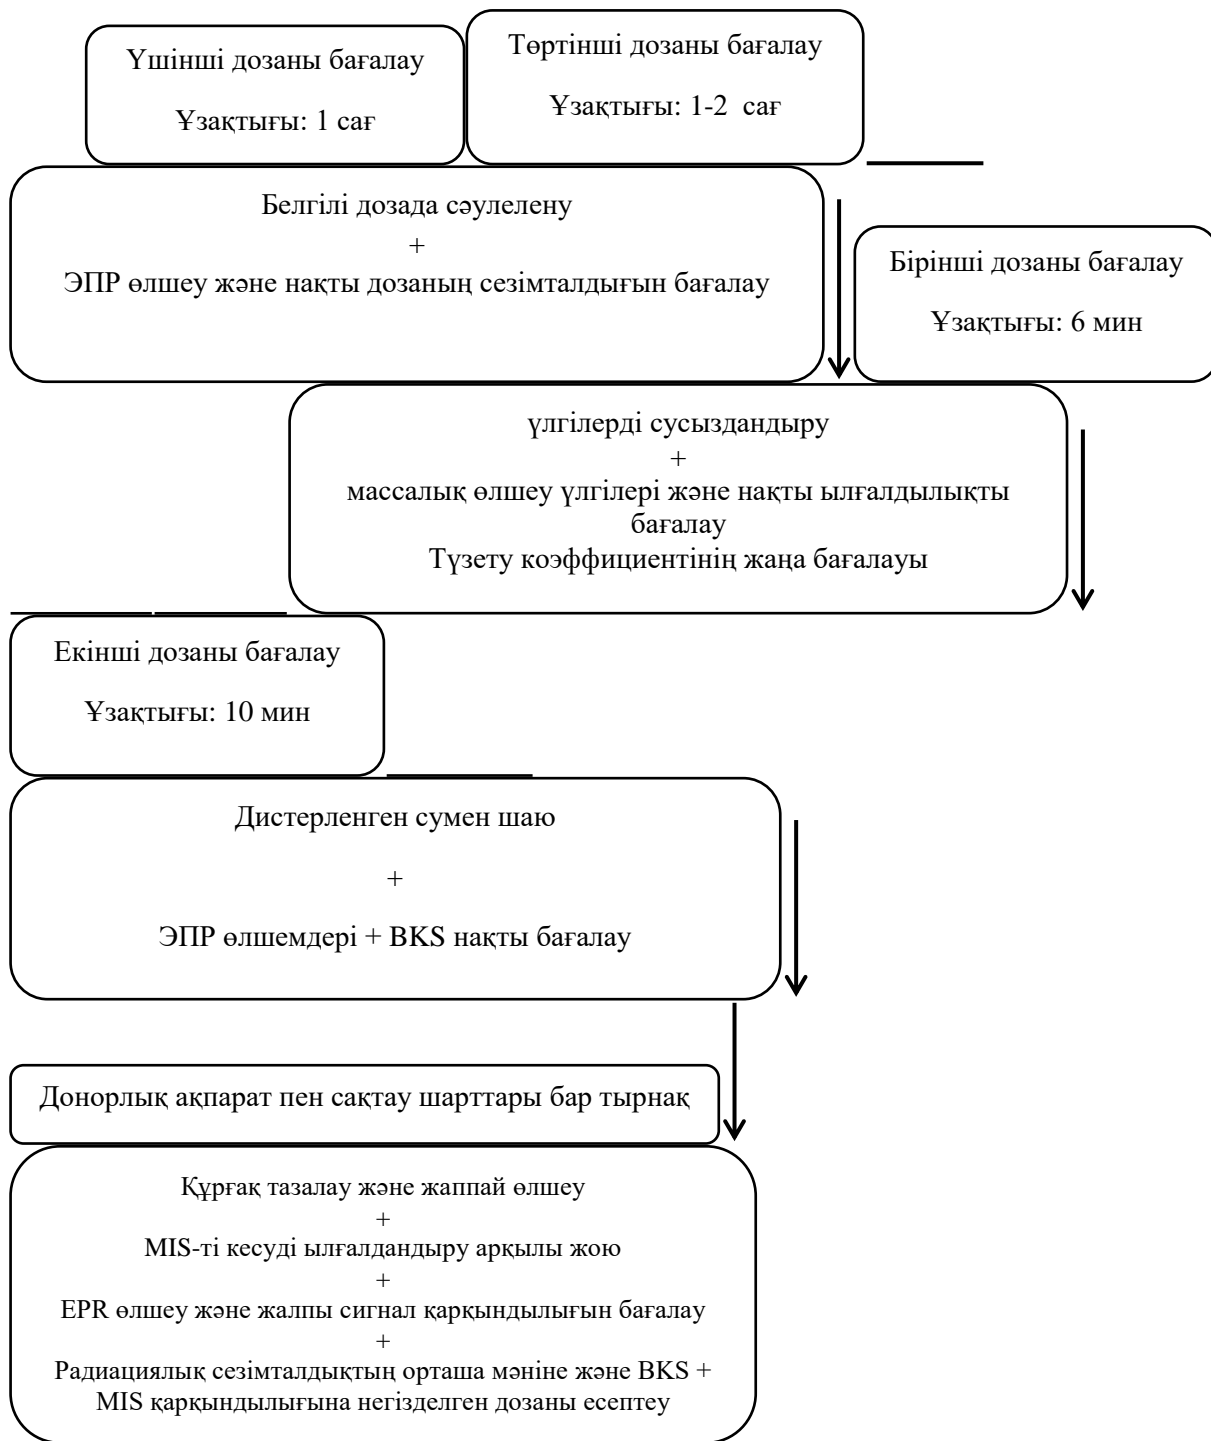 Үшінші дозаны бағалау
Ұзақтығы: 1 сағ
Төртінші дозаны бағалау
Ұзақтығы: 1-2 сағ
Белгілі дозада сәулелену
+
ЭПР өлшеу және нақты дозаның сезімталдығын бағалау
Бірінші дозаны бағалау
Ұзақтығы: 6 мин
үлгілерді сусыздандыру
+
массалық өлшеу үлгілері және нақты ылғалдылықты
бағалау
Түзету коэффициентінің жаңа бағалауы
Екінші дозаны бағалау
Ұзақтығы: 10 мин
Дистерленген сумен шаю
+
ЭПР өлшемдері + BKS нақты бағалау
Донорлық ақпарат пен сақтау шарттары бар тырнақ
Құрғақ тазалау және жаппай өлшеу
+
MIS-ті кесуді ылғалдандыру арқылы жою
+
EPR өлшеу және жалпы сигнал қарқындылығын бағалау
+
Радиациялық сезімталдықтың орташа мәніне және BKS +
MIS қарқындылығына негізделген дозаны есептеу